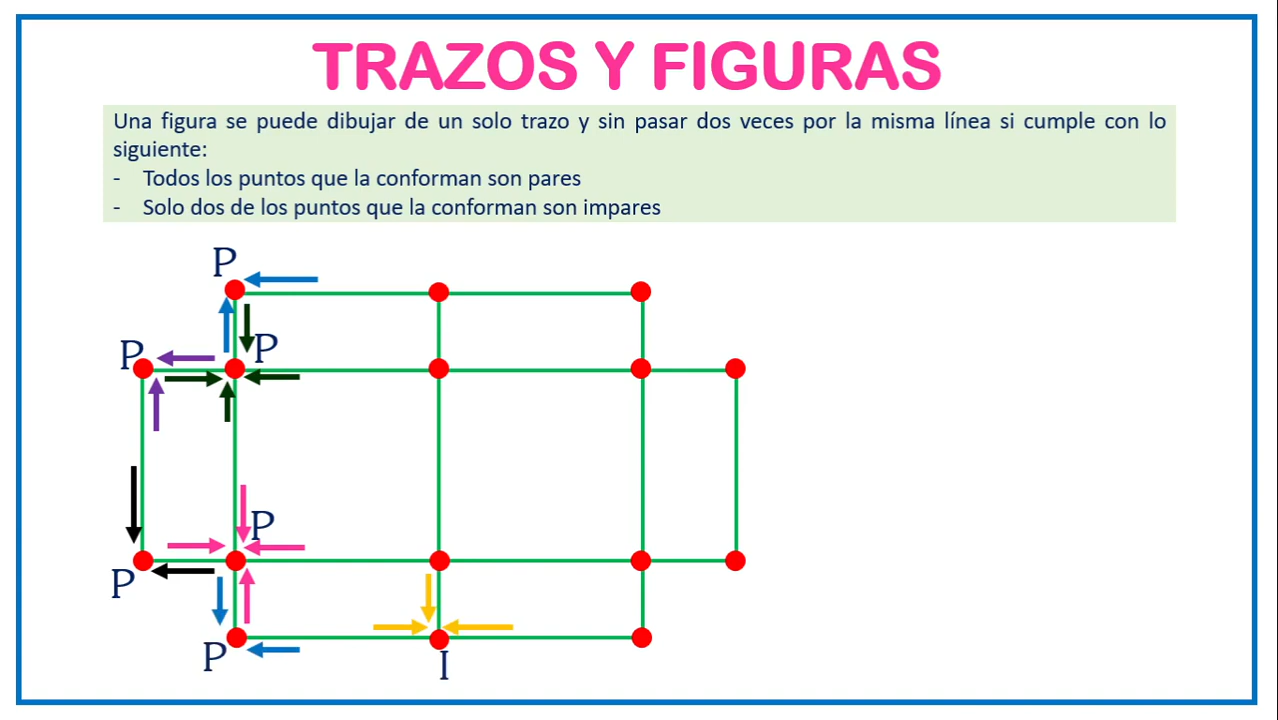 TRAZOS Y FIGURAS
Una figura se puede dibujar de un solo trazo y sin pasar dos veces por la misma línea si cumple con lo
siguiente:
- Todos los puntos que la conforman son pares
- Solo dos de los puntos que la conforman son impares
P
P
P
P
P
P
I